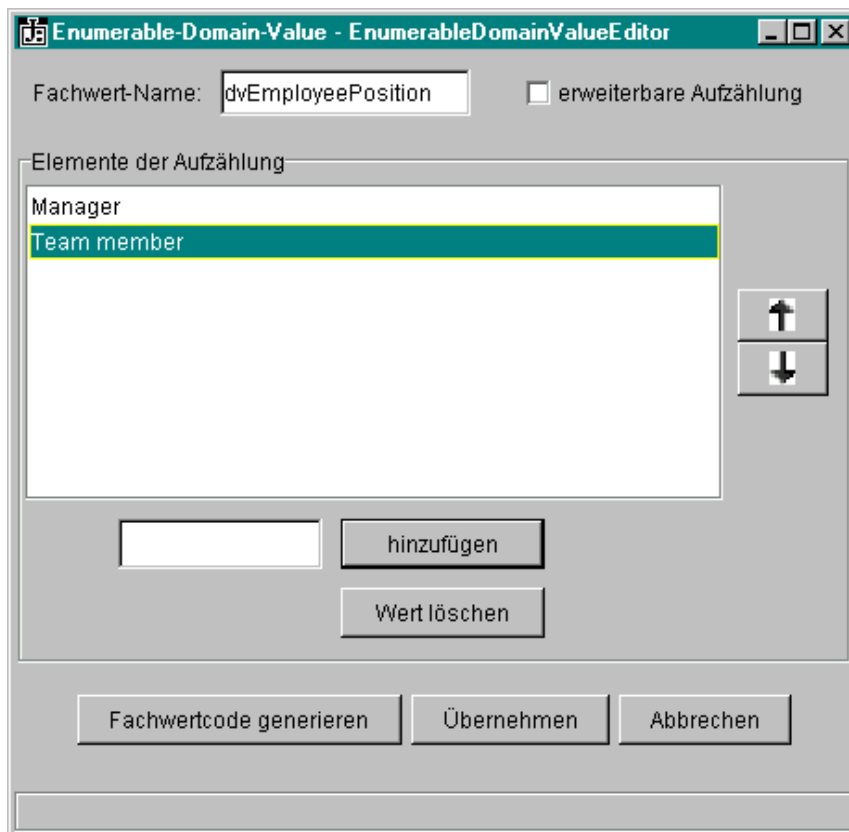 Enumerable-Domain-Value - EnumerableDomainValueEditor
Fachwert-Name: dvEmployeePosition erweiterbare Aufzählung
Elemente der Aufzählung
Manager
Team member
hinzufügen
Wert löschen
Fachwertcode generieren Übernehmen Abbrechen